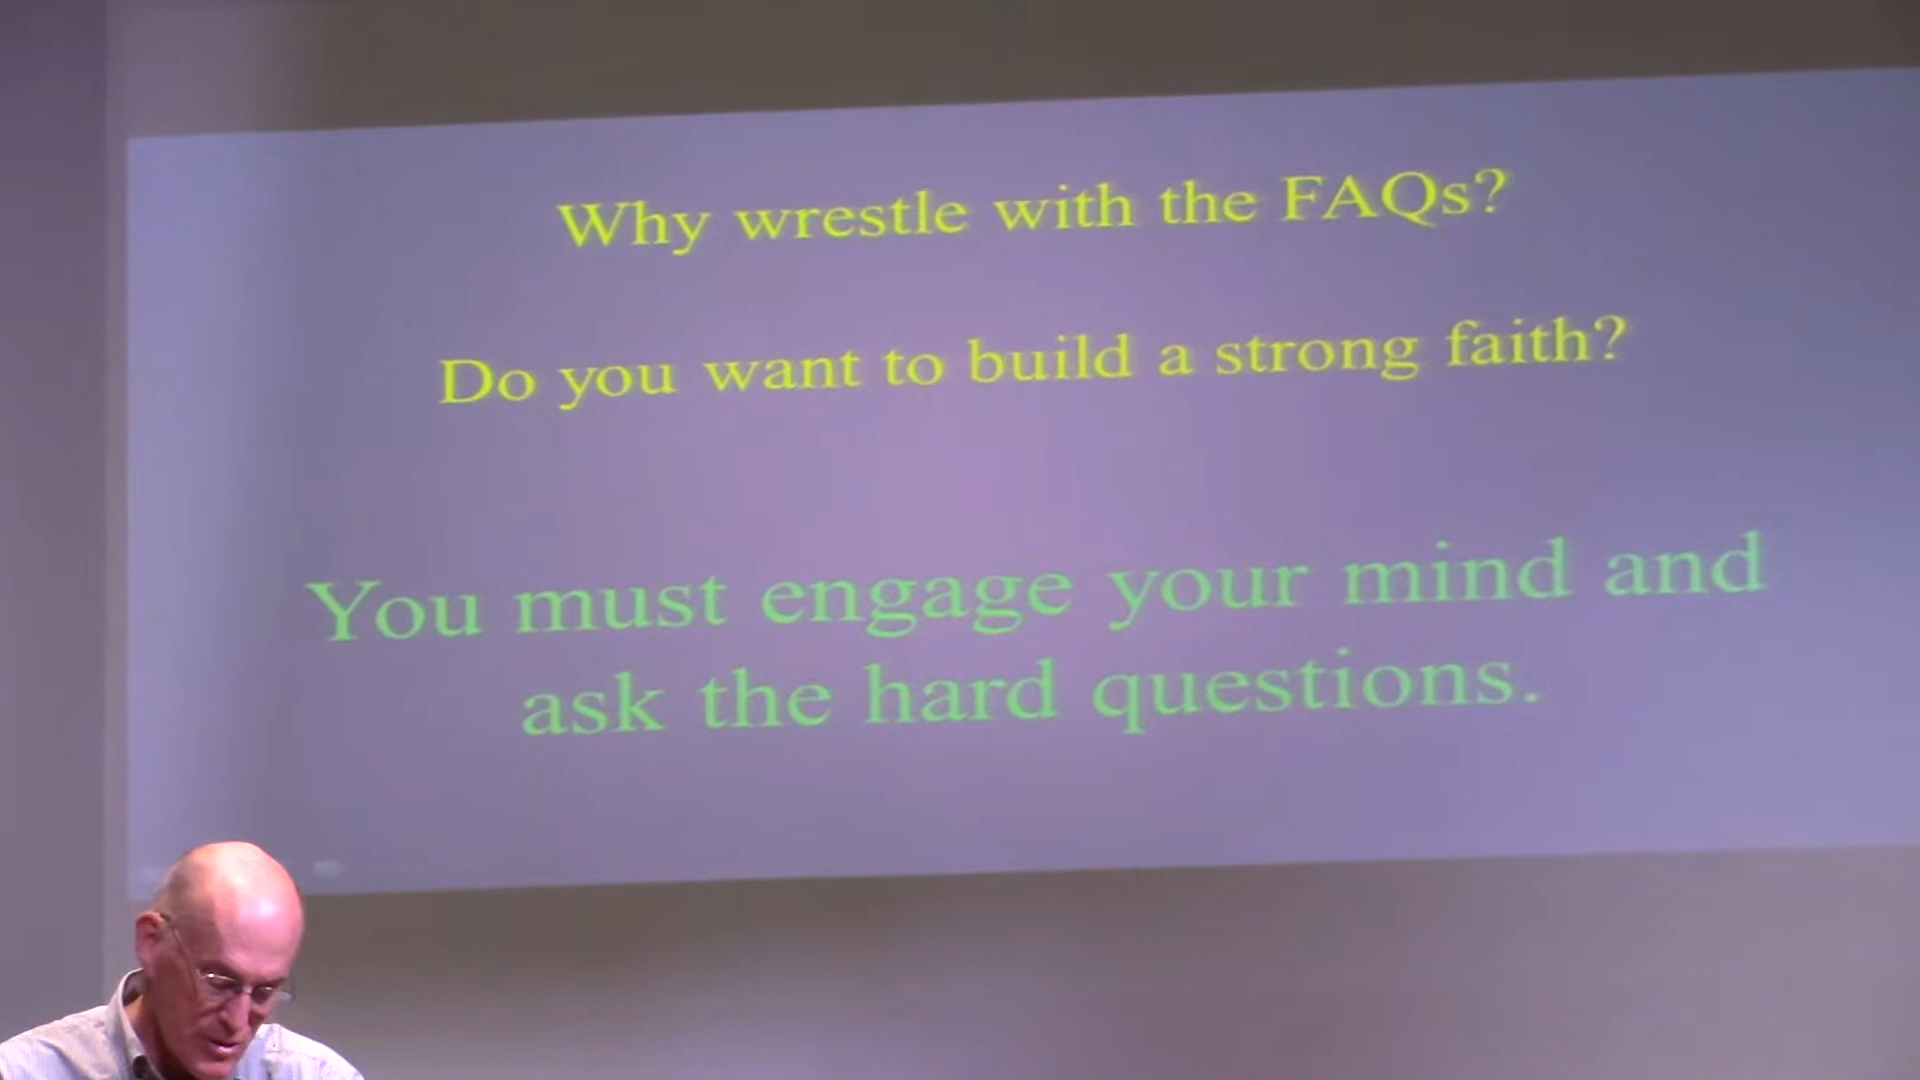 Why wrestle with the FAQs?
Do you want to build a strong faith?
You must engage your mind and
ask the hard questions.